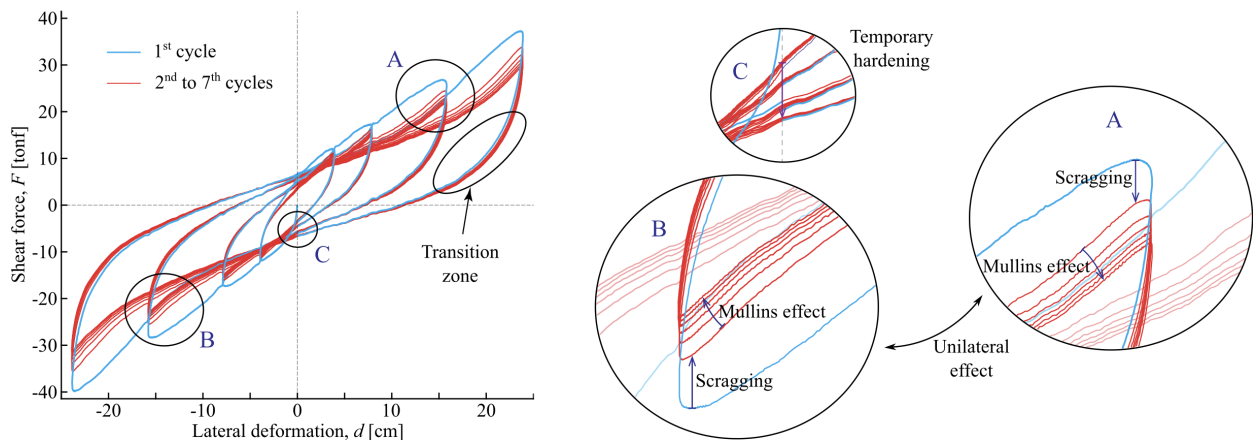 40
30
20
10
0
-10
-20
-30
-40
Shear force, F [tonf]
1st cycle
2nd to 7th cycles
A
B
C
Transition
zone
-20
-10
0
10
20
Lateral deformation, d [cm]
C
Temporary
hardening
B
Mullins effect
Scragging
A
Scragging
Mullins effect
Unilateral
effect